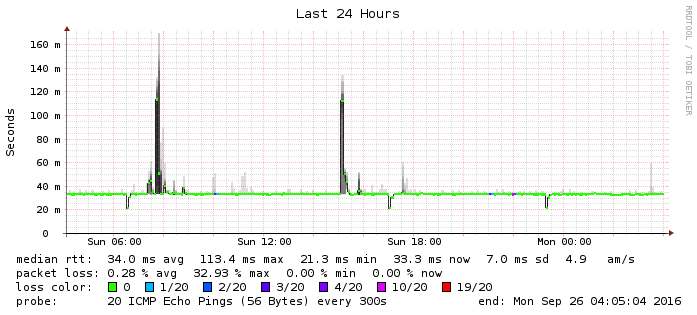 Last 24 Hours
RRDTOOL / TOBI OETIKER
Seconds
160 m
140 m
120 m
100 m
80 m
60 m
40 m
20 m
0
Sun 06:00 Sun 12:00 Sun 18:00 Mon 00:00
median rtt: 34.0 ms avg 113.4 ms max 21.3 ms min 33.3 ms now 7.0 ms sd 4.9 am/s
packet loss: 0.28 % avg 32.93 % max 0.00 % min 0.00 % now
loss color: 0 1/20 2/20 3/20 4/20 10/20 19/20
probe: 20 ICMP Echo Pings (56 Bytes) every 300s end: Mon Sep 26 04:05:04 2016